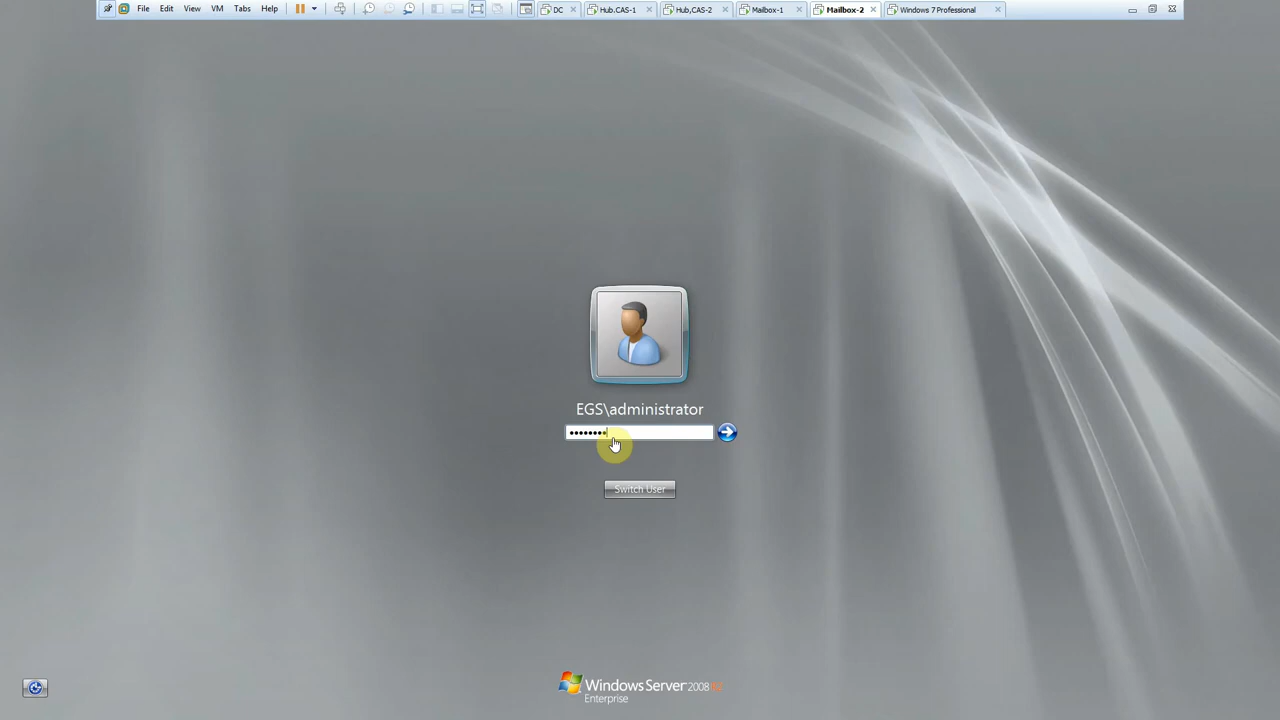 File Edit View VM Tabs Help DC Hub.CAS-1 Hub,CAS-2 Mailbox-1 Mailbox-2 Windows 7 Professional
EGS\administrator
••••••••
Switch User
Windows Server 2008 R2
Enterprise